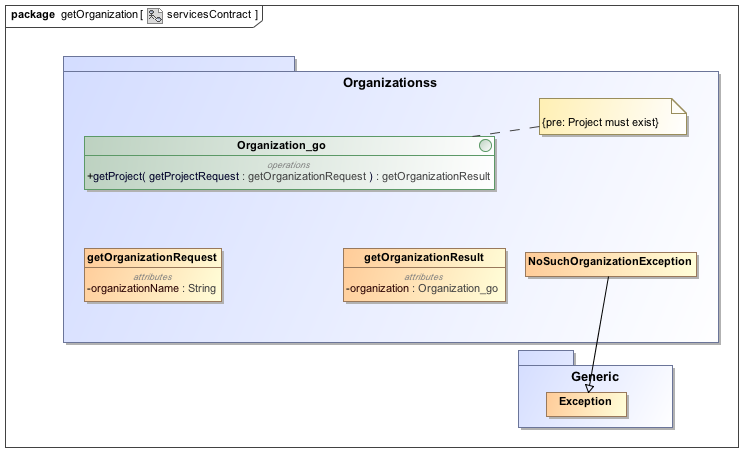 package getOrganization [ servicesContract ]
Organizationss
{pre: Project must exist}
Organization_go
operations
+getProject( getProjectRequest : getOrganizationRequest ) : getOrganizationResult
getOrganizationRequest
attributes
-organizationName : String
getOrganizationResult
attributes
-organization : Organization_go
NoSuchOrganizationException
Generic
Exception